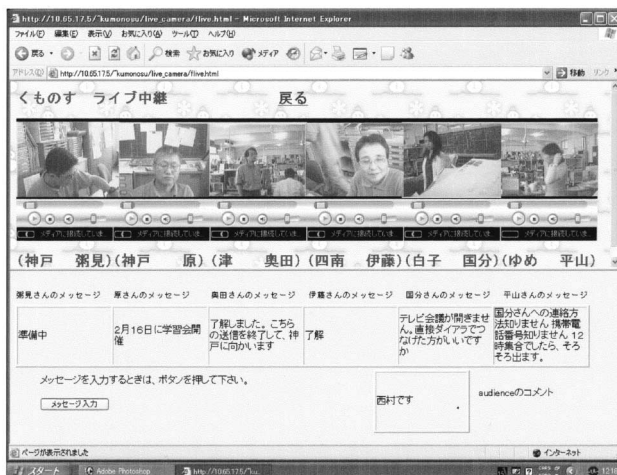 http://10.65.17.5/~kumonosu/live_camera/flive.html - Microsoft Internet Explorer
ファイル(F) 編集(E) 表示(V) お気に入り(A) ツール(T) ヘルプ(H)
戻る 検索 お気に入り メディア
アドレス(D) http://10.65.17.5/~kumonosu/live_camera/flive.html 移動 リンク
くものす ライブ中継 戻る
メディアに接続していま メディアに接続していま メディアに接続していま メディアに接続していま メディアに接続していま メディアに接続していま
(神戸 粥見)(神戸 原)(津 奥田)(四南 伊藤)(白子 国分)(ゆめ 平山)
粥見さんのメッセージ 原さんのメッセージ 奥田さんのメッセージ 伊藤さんのメッセージ 国分さんのメッセージ 平山さんのメッセージ
準備中
2月16日に学習会開
催
了解しました。こちら
の送信を終了して、神
戸に向かいます
了解
テレビ会議が開きませ
ん。直接ダイアラでつ
なげた方がいいです
か
国分さんへの連絡方
法知りません 携帯電
話番号知りません 12
時集合でしたら、そろ
そろ出ます。
メッセージを入力するときは、ボタンを押して下さい。
メッセージ入力
西村です
audienceのコメント
ページが表示されました インターネット
スタート Adobe Photoshop http://10.65.17.5/~ku... 12:18